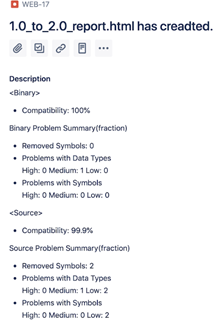 WEB-17
1.0_to_2.0_report.html has creadted.
Description
<Binary>
Compatibility: 100%
Binary Problem Summary(fraction)
Removed Symbols: 0
Problems with Data Types
High: 0 Medium: 1 Low: 0
Problems with Symbols
High: 0 Medium: 0 Low: 0
<Source>
Compatibility: 99.9%
Source Problem Summary(fraction)
Removed Symbols: 2
Problems with Data Types
High: 0 Medium: 1 Low: 2
Problems with Symbols
High: 0 Medium: 0 Low: 2